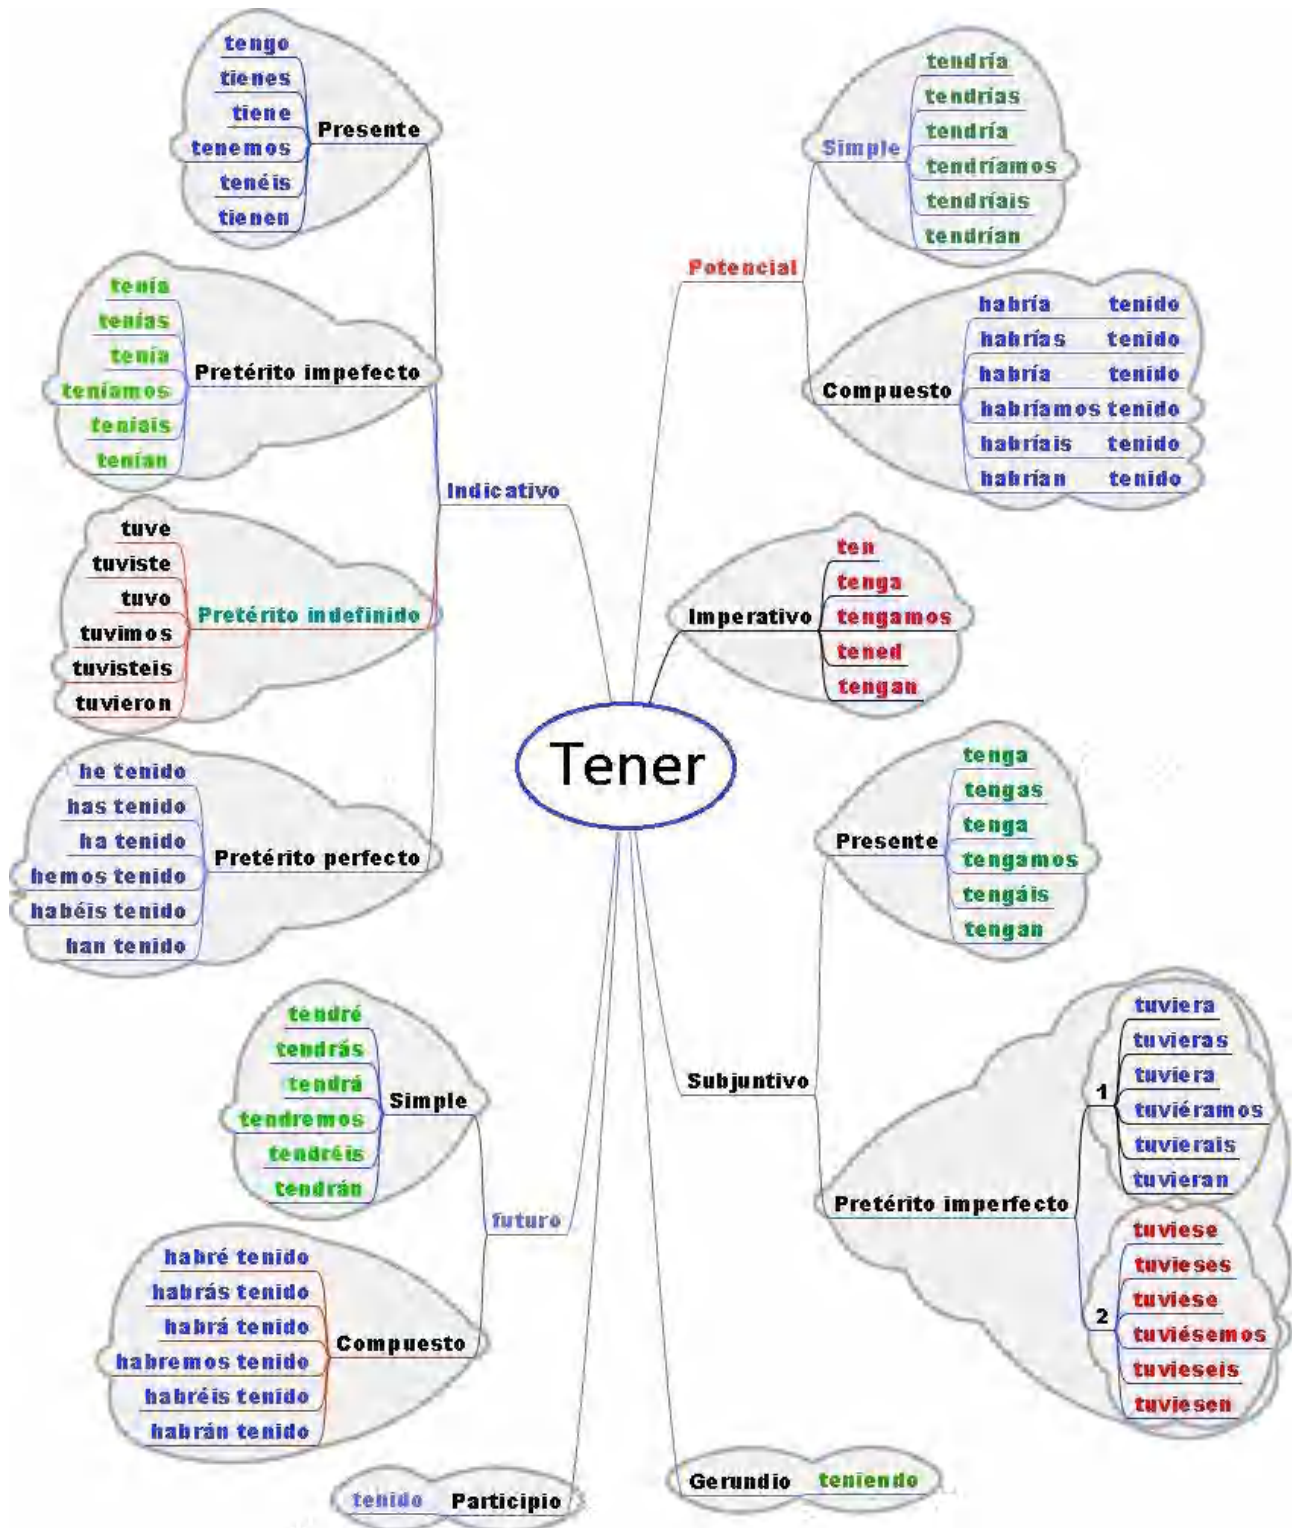 Tener
Indicativo
Presente
tengo
tienes
tiene
tenemos
tenéis
tienen
Pretérito impefecto
tenía
tenías
tenía
teníamos
teníais
tenían
Pretérito indefinido
tuve
tuviste
tuvo
tuvimos
tuvisteis
tuvieron
Pretérito perfecto
he tenido
has tenido
ha tenido
hemos tenido
habéis tenido
han tenido
futuro
Simple
tendré
tendrás
tendrá
tendremos
tendréis
tendrán
Compuesto
habré tenido
habrás tenido
habrá tenido
habremos tenido
habréis tenido
habrán tenido
Participio
tenido
Potencial
Simple
tendría
tendrías
tendría
tendríamos
tendríais
tendrían
Compuesto
habría tenido
habrías tenido
habría tenido
habríamos tenido
habríais tenido
habrían tenido
Imperativo
ten
tenga
tengamos
tened
tengan
Subjuntivo
Presente
tenga
tengas
tenga
tengamos
tengáis
tengan
Pretérito imperfecto
1
tuviera
tuvieras
tuviera
tuviéramos
tuvierais
tuvieran
2
tuviese
tuvieses
tuviese
tuviésemos
tuvieseis
tuviesen
Gerundio
teniendo